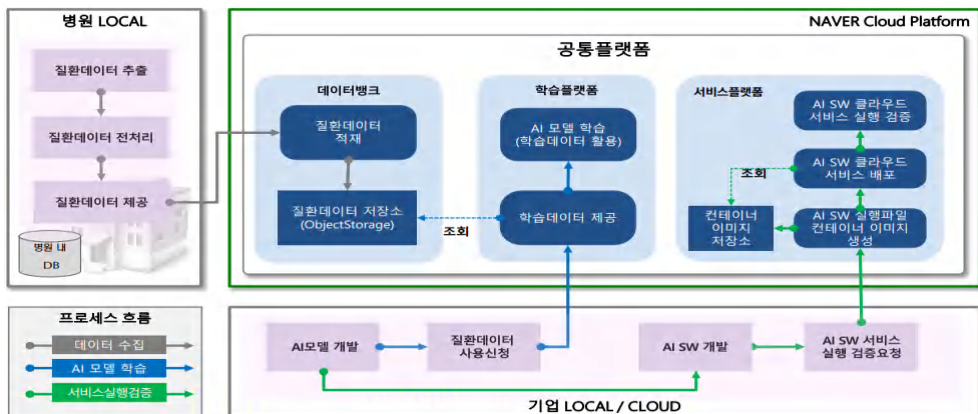 병원 LOCAL
질환데이터 추출
질환데이터 전처리
질환데이터 제공
병원 내
DB
NAVER Cloud Platform
공통플랫폼
데이터뱅크
질환데이터
적재
질환데이터 저장소
(ObjectStorage)
조회
학습플랫폼
AI 모델 학습
(학습데이터 활용)
학습데이터 제공
서비스플랫폼
AI SW 클라우드
서비스 실행 검증
조회
AI SW 클라우드
서비스 배포
컨테이너
이미지
저장소
AI SW 실행파일
컨테이너 이미지
생성
프로세스 흐름
데이터 수집
AI 모델 학습
서비스실행검증
AI모델 개발
질환데이터
사용신청
AI SW 개발
AI SW 서비스
실행 검증요청
기업 LOCAL / CLOUD